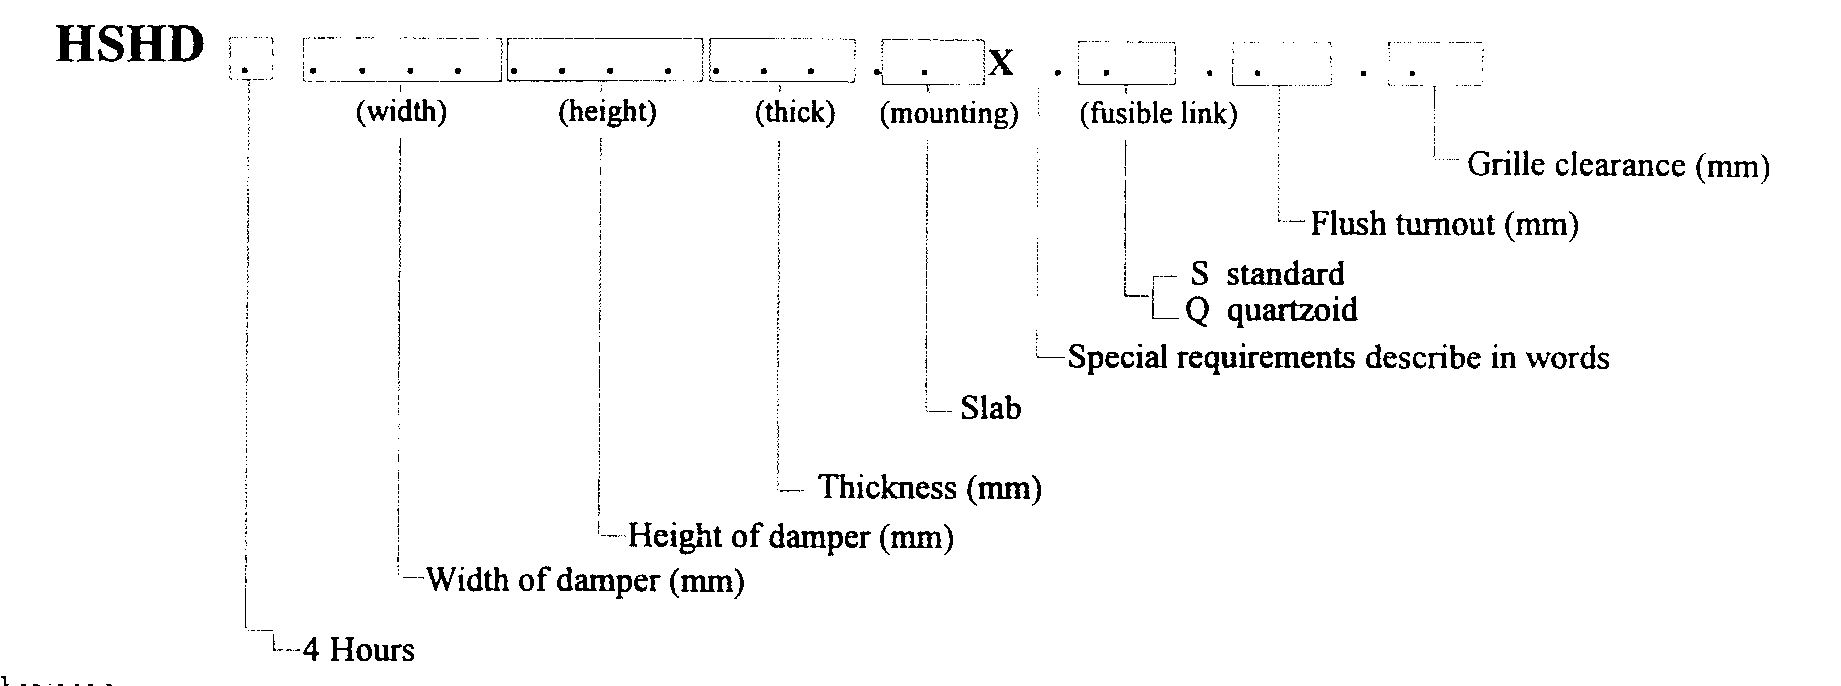 HSHD . . . . . . . . . . . . . . X . . . . . .
(width) (height) (thick) (mounting) (fusible link)
Grille clearance (mm)
Flush turnout (mm)
S standard
Q quartzoid
Special requirements describe in words
Slab
Thickness (mm)
Height of damper (mm)
Width of damper (mm)
4 Hours